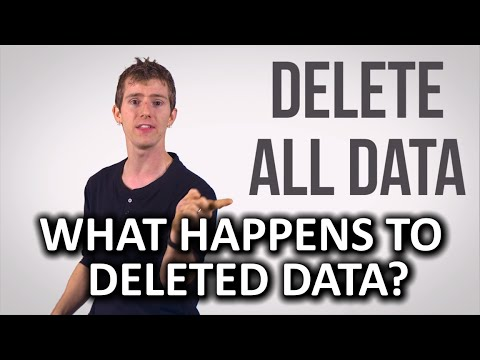 DELETE
ALL DATA
WHAT HAPPENS TO
DELETED DATA?